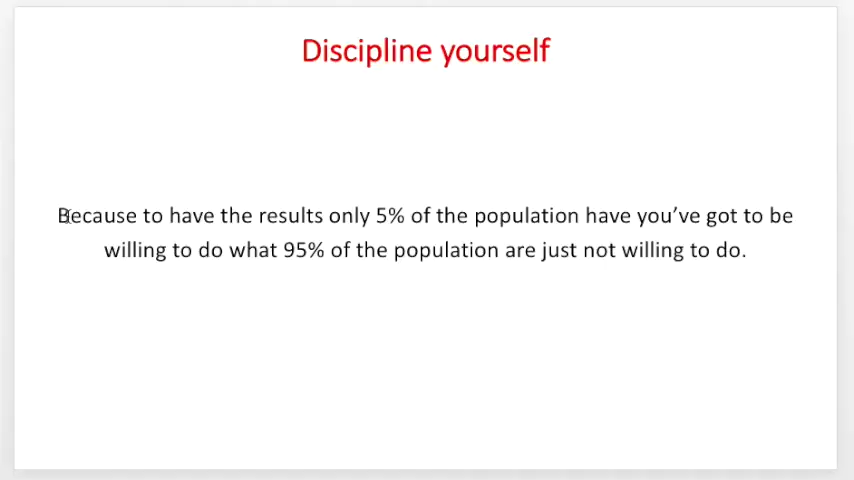 Discipline yourself
Because to have the results only 5% of the population have you’ve got to be
willing to do what 95% of the population are just not willing to do.